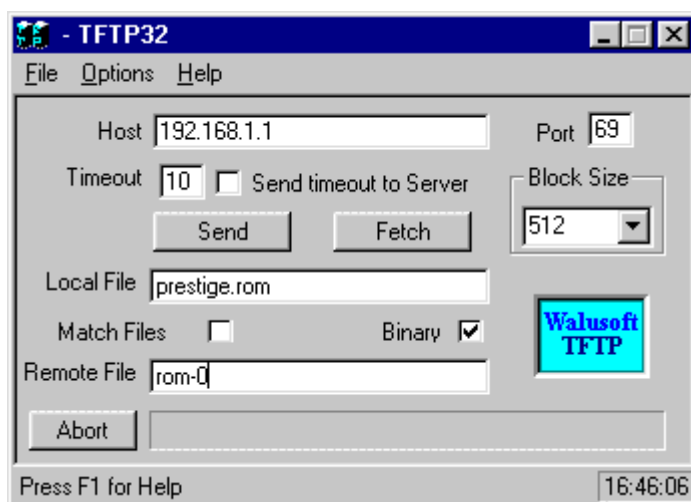 - TFTP32
File Options Help
Host 192.168.1.1 Port 69
Timeout 10 Send timeout to Server Block Size
Send Fetch 512
Local File prestige.rom
Match Files Binary Walusoft
TFTP
Remote File rom-0
Abort
Press F1 for Help 16:46:06